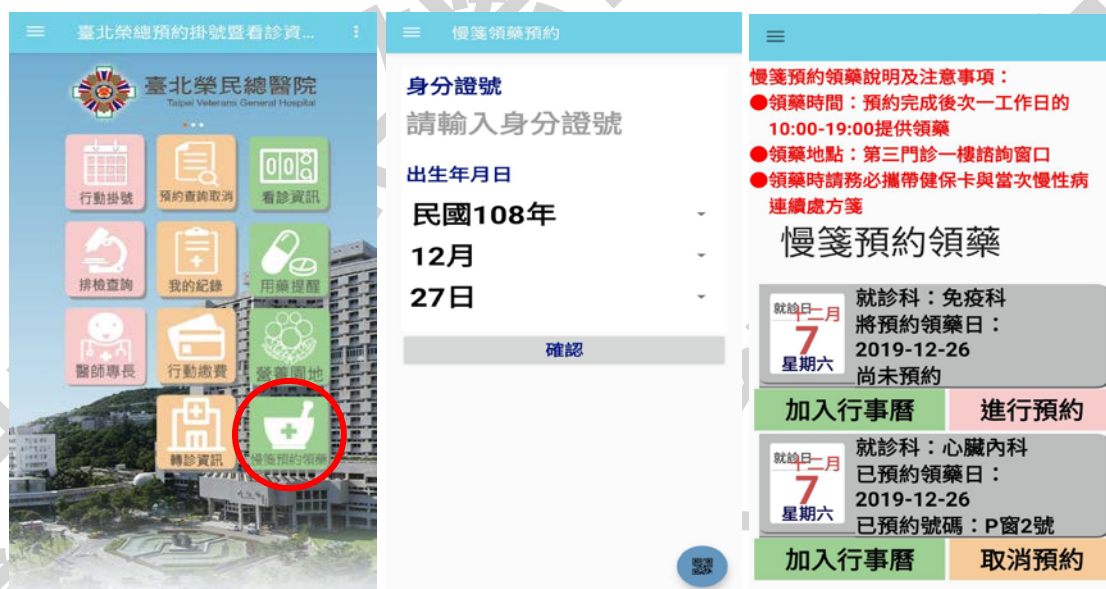 臺北榮總預約掛號暨看診資...
臺北榮民總醫院
Taipei Veterans General Hospital
行動掛號
預約查詢取消
看診資訊
排檢查詢
我的紀錄
用藥提醒
醫師專長
行動繳費
營養園地
轉診資訊
慢箋預約領藥
慢箋領藥預約
身分證號
請輸入身分證號
出生年月日
民國108年
12月
27日
確認
慢箋預約領藥說明及注意事項：
●領藥時間：預約完成後次一工作日的
10:00-19:00提供領藥
●領藥地點：第三門診一樓諮詢窗口
●領藥時請務必攜帶健保卡與當次慢性病
連續處方箋
慢箋預約領藥
就診日
十二月
7
星期六
就診科：免疫科
將預約領藥日：
2019-12-26
尚未預約
加入行事曆
進行預約
就診日
十二月
7
星期六
就診科：心臟內科
已預約領藥日：
2019-12-26
已預約號碼：P窗2號
加入行事曆
取消預約